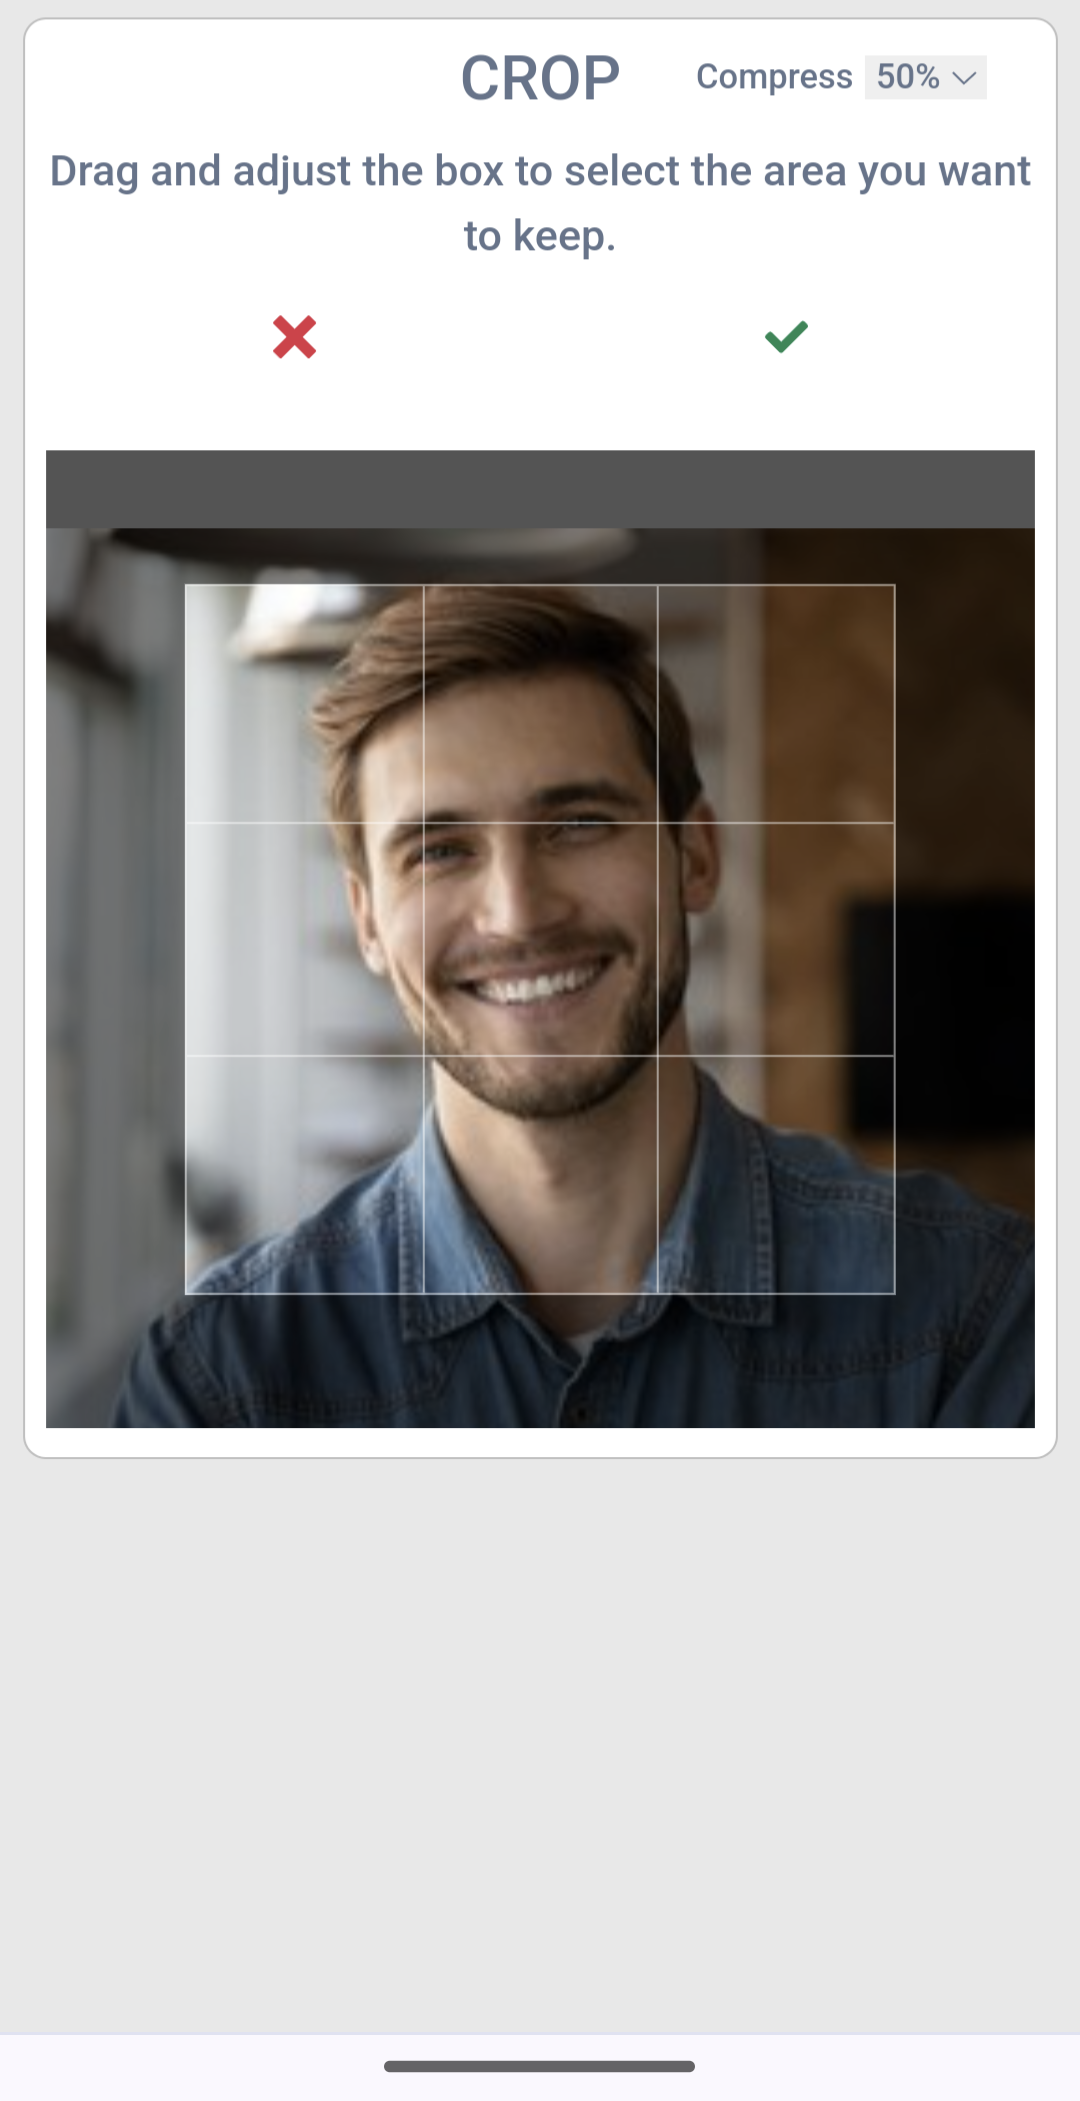 CROP
Compress 50%
Drag and adjust the box to select the area you want
to keep.